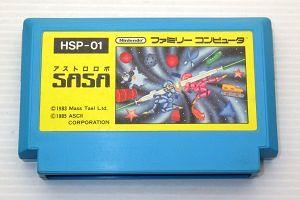 HSP-01
Nintendo ファミリー コンピュータ
アストロロボ
SASA
©1983 Mass Tael Ltd.
©1985 ASCII
CORPORATION